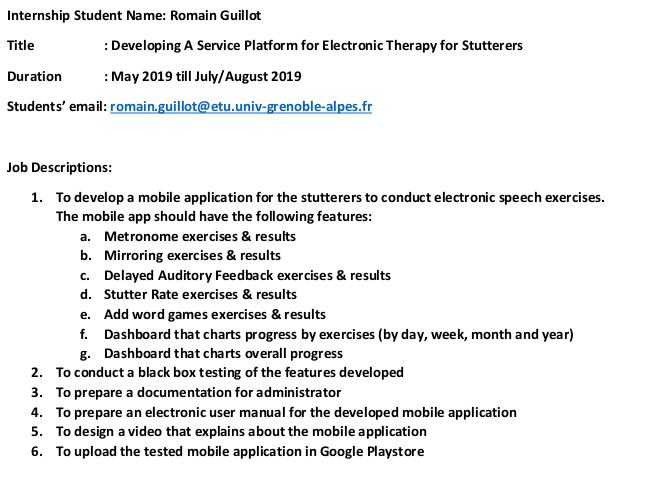 Internship Student Name: Romain Guillot
Title : Developing A Service Platform for Electronic Therapy for Stutterers
Duration : May 2019 till July/August 2019
Students' email: romain.guillot@etu.univ-grenoble-alpes.fr
Job Descriptions:
1. To develop a mobile application for the stutterers to conduct electronic speech exercises.
The mobile app should have the following features:
a. Metronome exercises & results
b. Mirroring exercises & results
c. Delayed Auditory Feedback exercises & results
d. Stutter Rate exercises & results
e. Add word games exercises & results
f. Dashboard that charts progress by exercises (by day, week, month and year)
g. Dashboard that charts overall progress
2. To conduct a black box testing of the features developed
3. To prepare a documentation for administrator
4. To prepare an electronic user manual for the developed mobile application
5. To design a video that explains about the mobile application
6. To upload the tested mobile application in Google Playstore